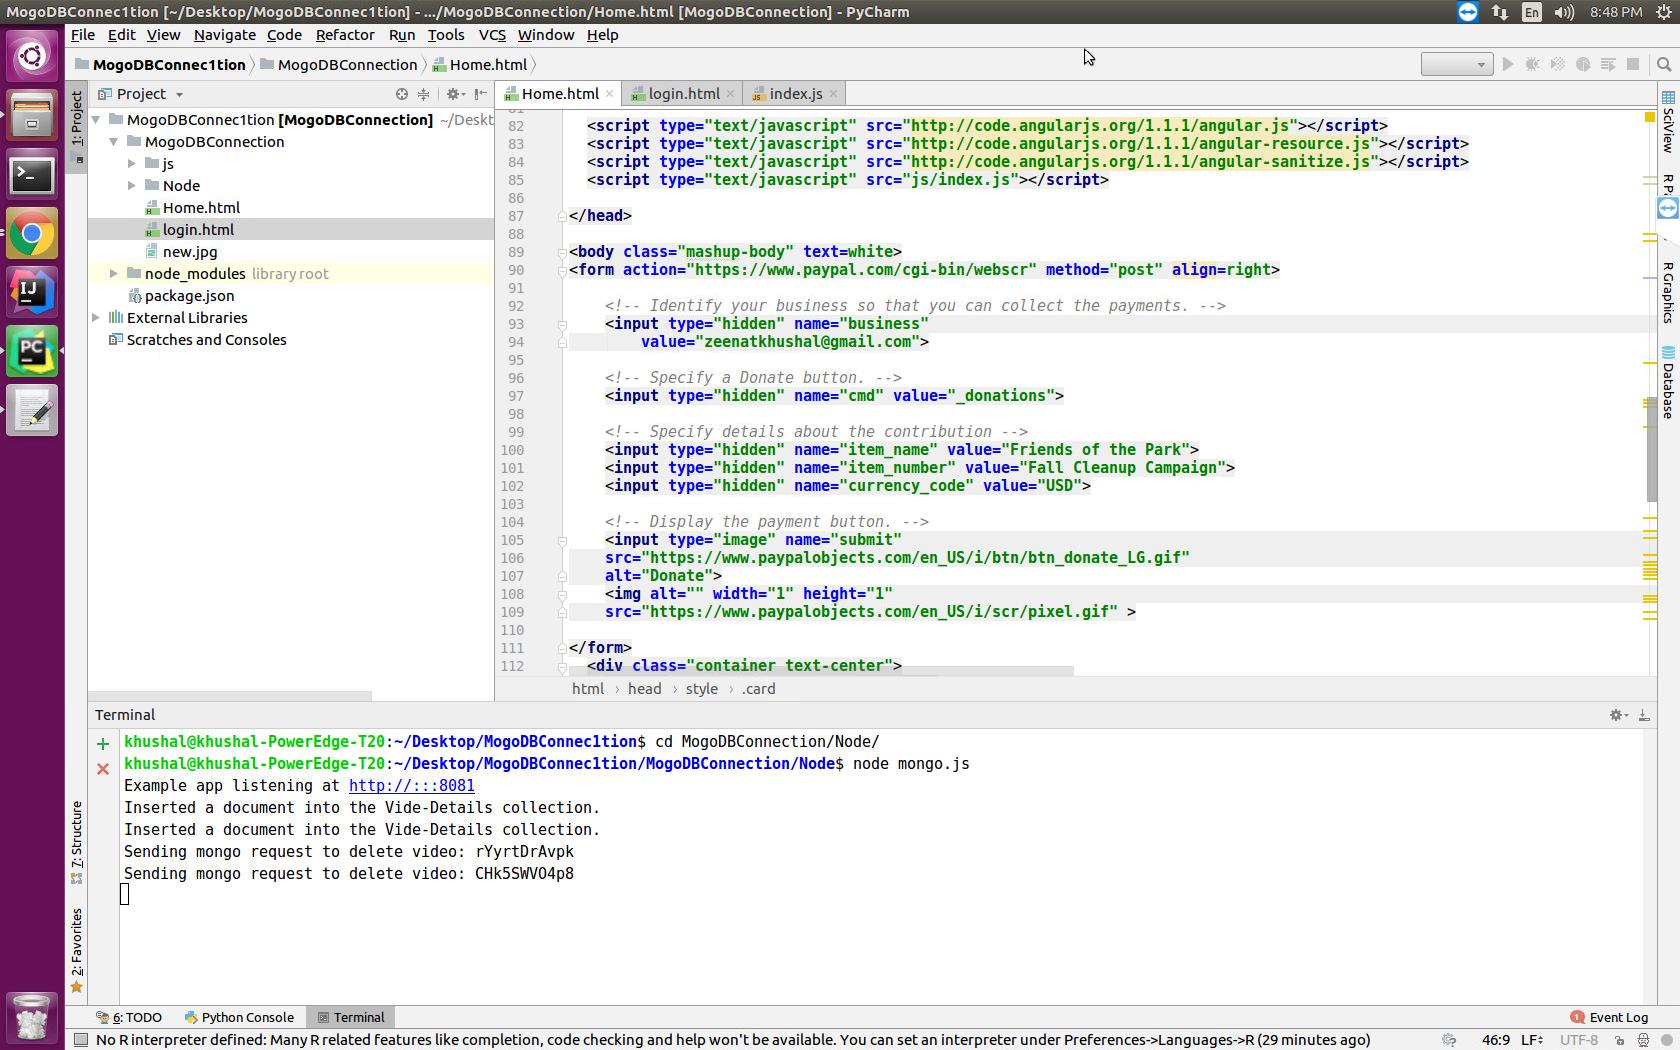 MogoDBConnec1tion [~/Desktop/MogoDBConnec1tion] - .../MogoDBConnection/Home.html [MogoDBConnection] - PyCharm
En
8:48 PM
File Edit View Navigate Code Refactor Run Tools VCS Window Help
MogoDBConnec1tion MogoDBConnection Home.html
1: Project
Project
Home.html login.html index.js
MogoDBConnec1tion [MogoDBConnection] ~/Deskt
MogoDBConnection
js
Node
Home.html
login.html
new.jpg
node_modules library root
package.json
External Libraries
Scratches and Consoles
82 <script type="text/javascript" src="http://code.angularjs.org/1.1.1/angular.js"></script>
83 <script type="text/javascript" src="http://code.angularjs.org/1.1.1/angular-resource.js"></script>
84 <script type="text/javascript" src="http://code.angularjs.org/1.1.1/angular-sanitize.js"></script>
85 <script type="text/javascript" src="js/index.js"></script>
86
87 </head>
88
89 <body class="mashup-body" text=white>
90 <form action="https://www.paypal.com/cgi-bin/webscr" method="post" align=right>
91
92 <!-- Identify your business so that you can collect the payments. -->
93 <input type="hidden" name="business"
94 value="zeenatkhushal@gmail.com">
95
96 <!-- Specify a Donate button. -->
97 <input type="hidden" name="cmd" value="_donations">
98
99 <!-- Specify details about the contribution -->
100 <input type="hidden" name="item_name" value="Friends of the Park">
101 <input type="hidden" name="item_number" value="Fall Cleanup Campaign">
102 <input type="hidden" name="currency_code" value="USD">
103
104 <!-- Display the payment button. -->
105 <input type="image" name="submit"
106 src="https://www.paypalobjects.com/en_US/i/btn/btn_donate_LG.gif"
107 alt="Donate">
108 <img alt="" width="1" height="1"
109 src="https://www.paypalobjects.com/en_US/i/scr/pixel.gif" >
110
111 </form>
112 <div class="container text-center">
html › head › style › .card
SciView
R Graphics
Database
Terminal
khushal@khushal-PowerEdge-T20:~/Desktop/MogoDBConnec1tion$ cd MogoDBConnection/Node/
khushal@khushal-PowerEdge-T20:~/Desktop/MogoDBConnec1tion/MogoDBConnection/Node$ node mongo.js
Example app listening at http://:::8081
Inserted a document into the Vide-Details collection.
Inserted a document into the Vide-Details collection.
Sending mongo request to delete video: rYyrtDrAvpk
Sending mongo request to delete video: CHk5SWVO4p8
7: Structure
2: Favorites
6: TODO Python Console Terminal
1 Event Log
No R interpreter defined: Many R related features like completion, code checking and help won't be available. You can set an interpreter under Preferences->Languages->R (29 minutes ago)
46:9 LF÷ UTF-8
IJ
PC